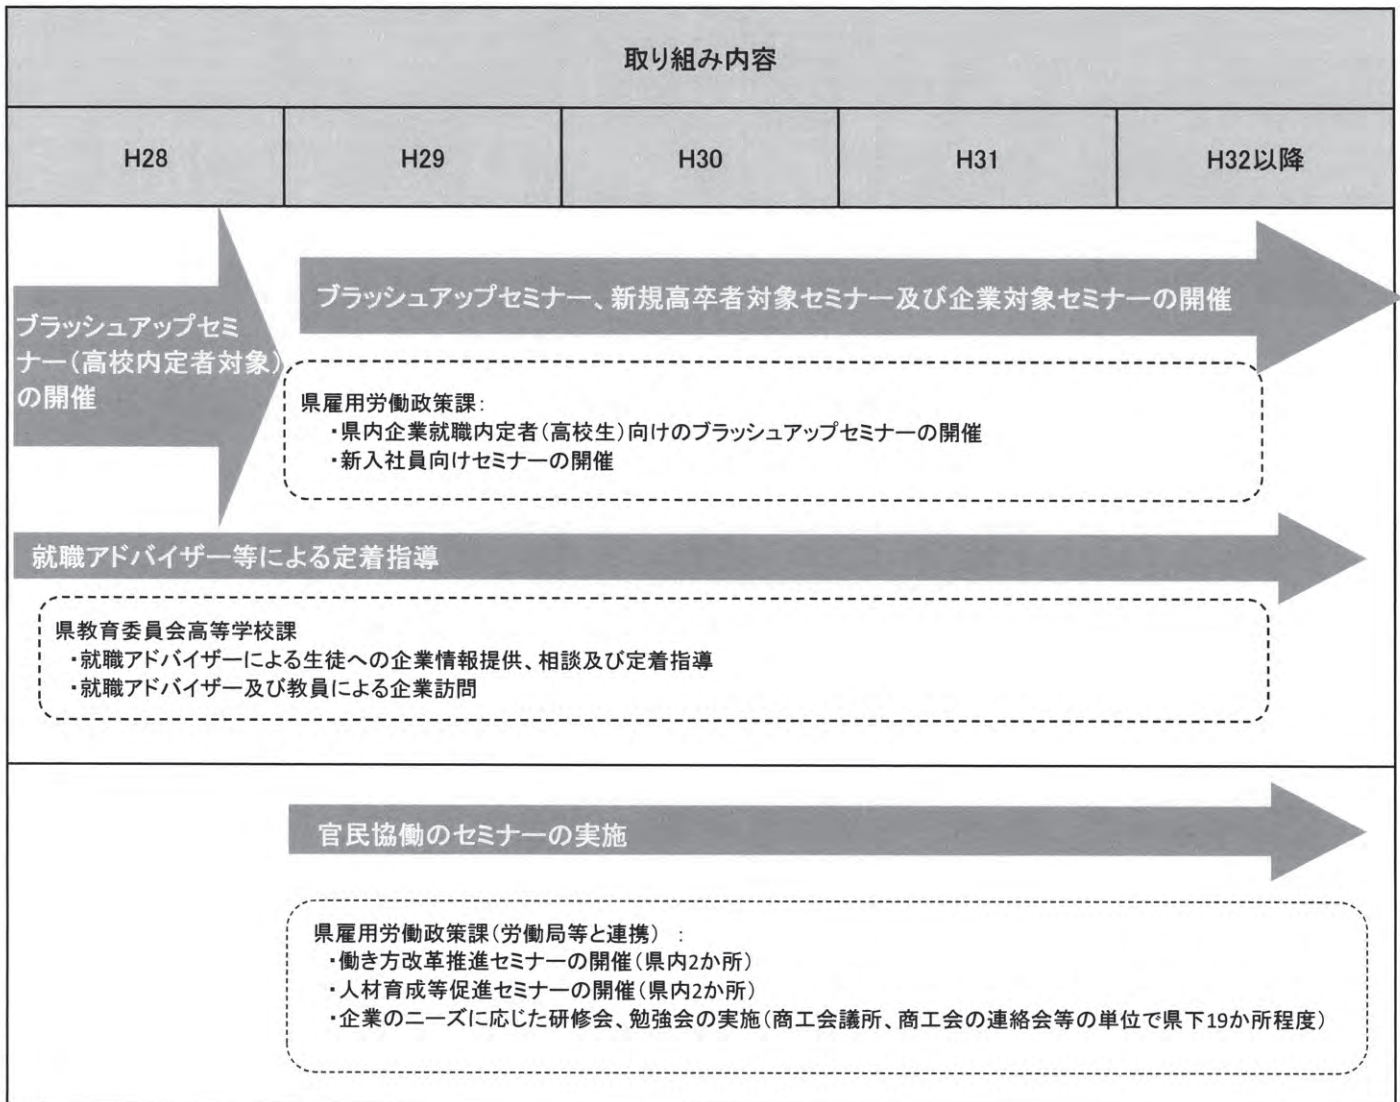 取り組み内容
H28
H29
H30
H31
H32以降
ブラッシュアップセミ
ナー(高校内定者対象)
の開催
ブラッシュアップセミナー、新規高卒者対象セミナー及び企業対象セミナーの開催
県雇用労働政策課:
・県内企業就職内定者(高校生)向けのブラッシュアップセミナーの開催
・新入社員向けセミナーの開催
就職アドバイザー等による定着指導
県教育委員会高等学校課
・就職アドバイザーによる生徒への企業情報提供、相談及び定着指導
・就職アドバイザー及び教員による企業訪問
官民協働のセミナーの実施
県雇用労働政策課(労働局等と連携) :
・働き方改革推進セミナーの開催(県内2か所)
・人材育成等促進セミナーの開催(県内2か所)
・企業のニーズに応じた研修会、勉強会の実施(商工会議所、商工会の連絡会等の単位で県下19か所程度)